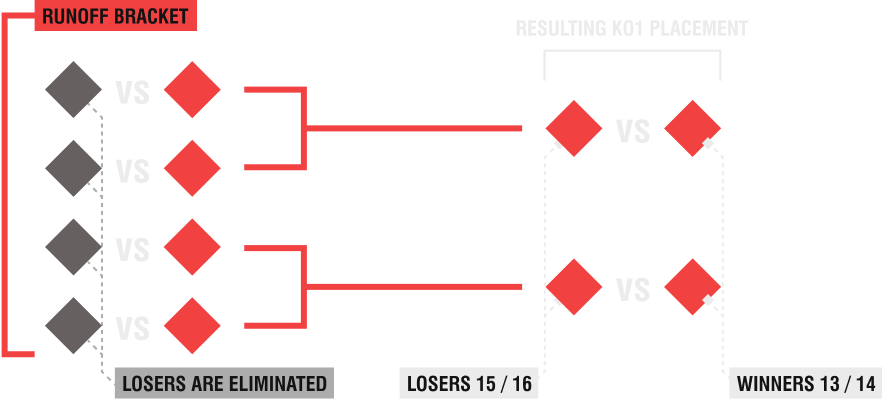 RUNOFF BRACKET
RESULTING KO1 PLACEMENT
VS
VS
VS
VS
VS
VS
LOSERS ARE ELIMINATED
LOSERS 15 / 16
WINNERS 13 / 14